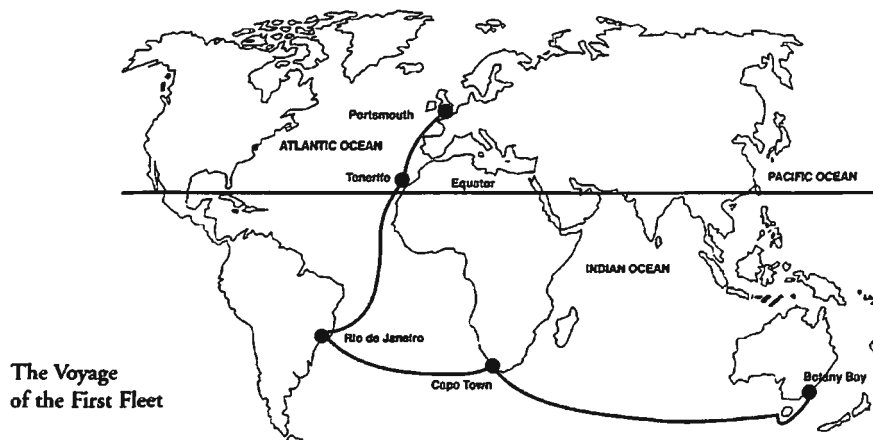 Portsmouth
ATLANTIC OCEAN
Tenerife
Equator
PACIFIC OCEAN
INDIAN OCEAN
Rio de Janeiro
Cape Town
Botany Bay
The Voyage
of the First Fleet